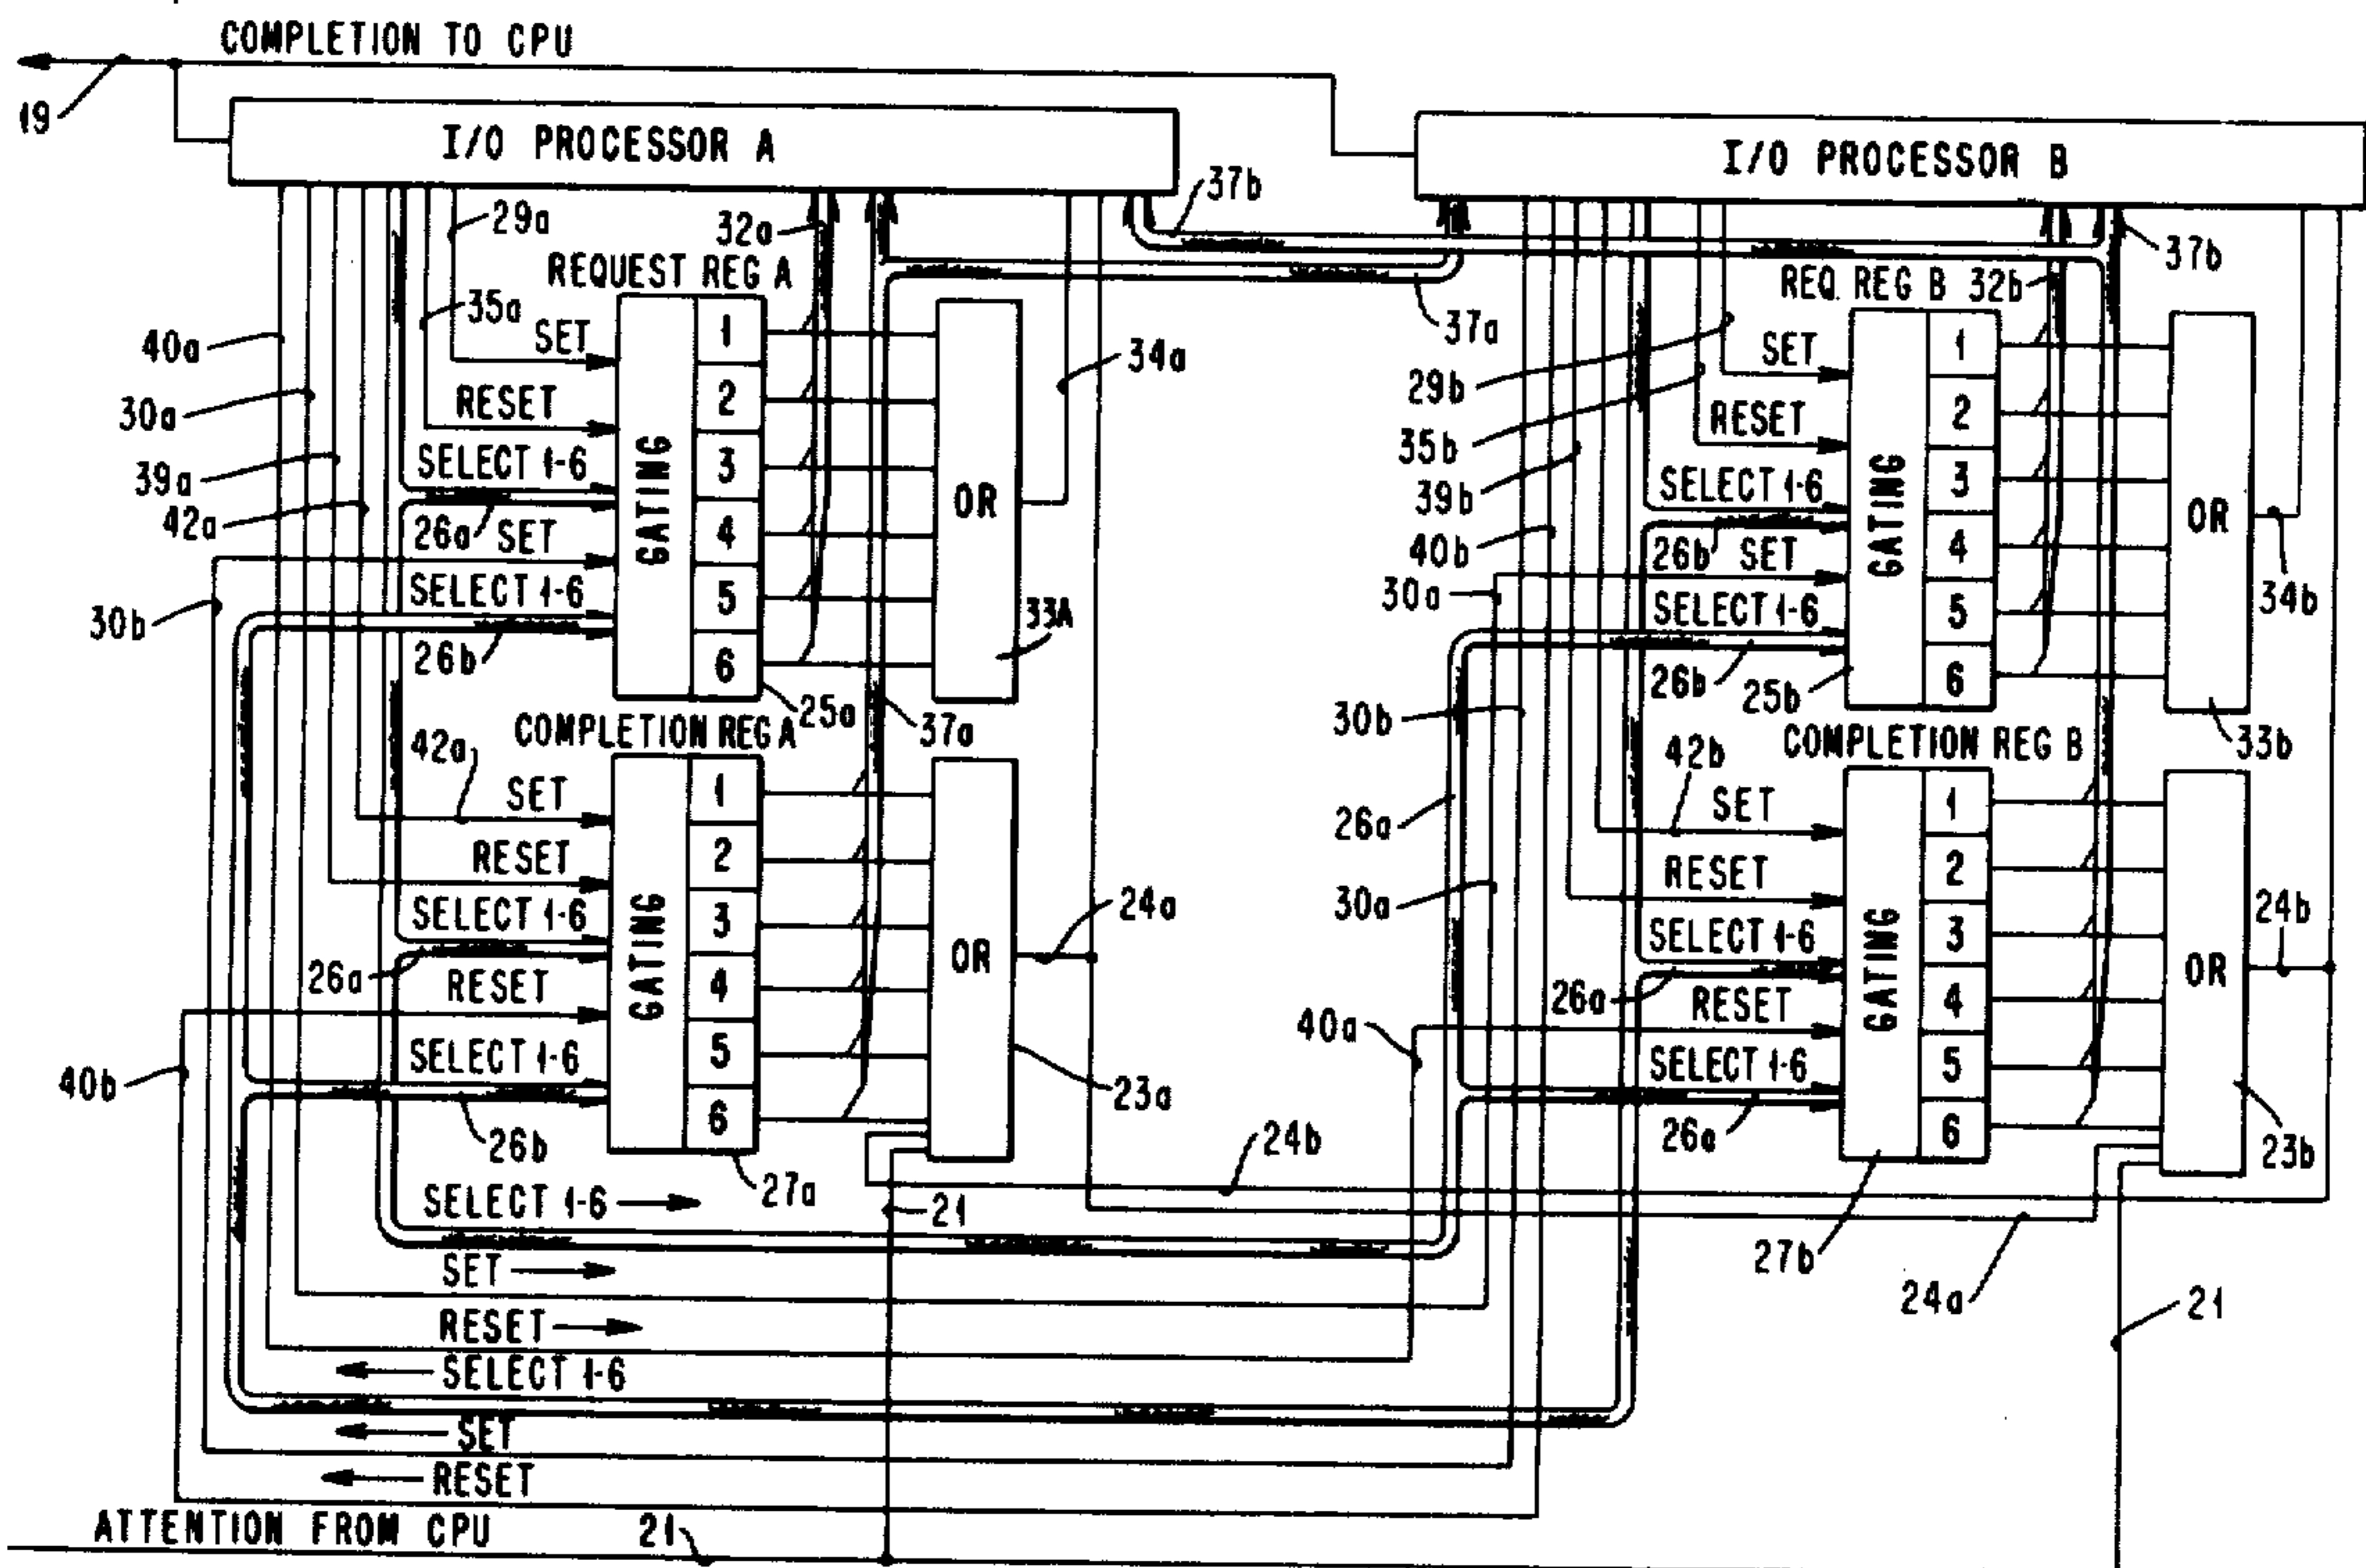 COMPLETION TO CPU
19
I/O PROCESSOR A
I/O PROCESSOR B
29a
32a
37b
37b
REQUEST REG A
REQ. REG B 32b
35a
37a
40a
SET
1
34a
SET
1
30a
RESET
2
29b
RESET
2
39a
SELECT 1-6
3
35b
SELECT 1-6
3
42a
26a
SET
GATING
4
OR
39b
26b
SET
GATING
4
OR
40b
30b
SELECT 1-6
5
33A
30a
SELECT 1-6
5
34b
26b
6
25a
26b
25b
6
33b
COMPLETION REG A
37a
30b
COMPLETION REG B
42a
SET
1
42b
SET
1
RESET
2
26a
RESET
2
SELECT 1-6
3
24a
30a
SELECT 1-6
3
24b
26a
RESET
GATING
4
OR
26a
RESET
GATING
4
OR
40a
40b
SELECT 1-6
5
23a
SELECT 1-6
5
26b
6
24b
26a
6
23b
27a
SELECT 1-6
21
27b
SET
24a
21
RESET
SELECT 1-6
SET
RESET
ATTENTION FROM CPU
21